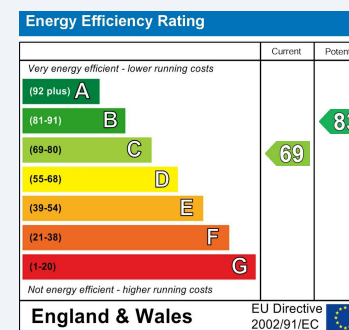 Energy Efficiency Rating
Current
Very energy efficient - lower running costs
(92 plus) A
(81-91) B
(69-80) C
69
(55-68) D
(39-54) E
(21-38) F
(1-20) G
Not energy efficient - higher running costs
England & Wales
EU Directive
2002/91/EC